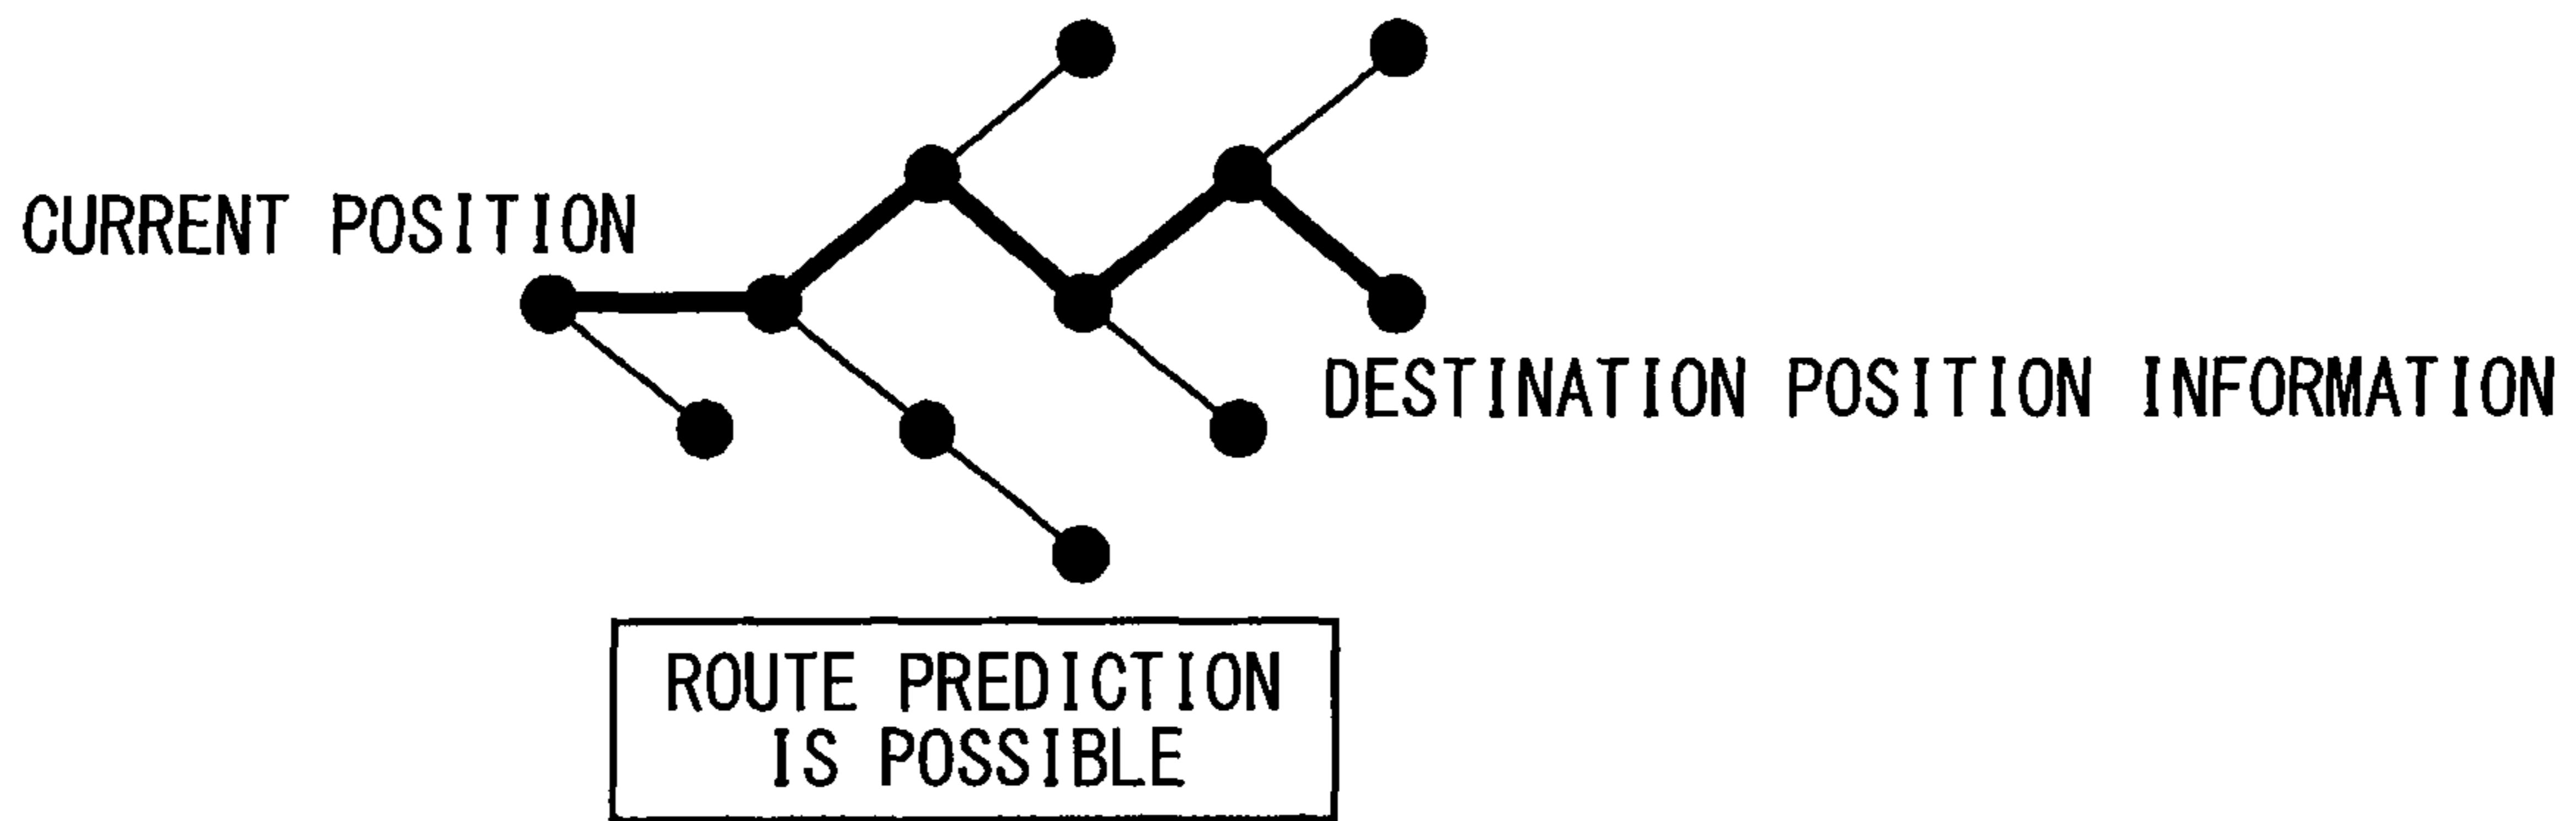 CURRENT POSITION
DESTINATION POSITION INFORMATION
ROUTE PREDICTION
IS POSSIBLE